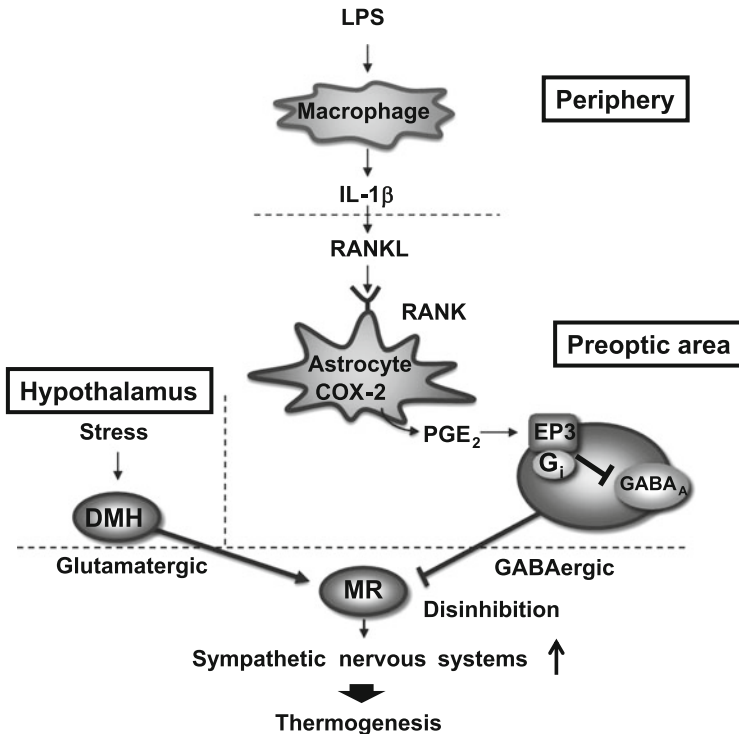 LPS
Macrophage
Periphery
IL-1β
RANKL
RANK
Astrocyte
COX-2
Preoptic area
Hypothalamus
Stress
PGE₂
EP3
Gᵢ
GABA_A
DMH
Glutamatergic
GABAergic
MR
Disinhibition
Sympathetic nervous systems ↑
Thermogenesis